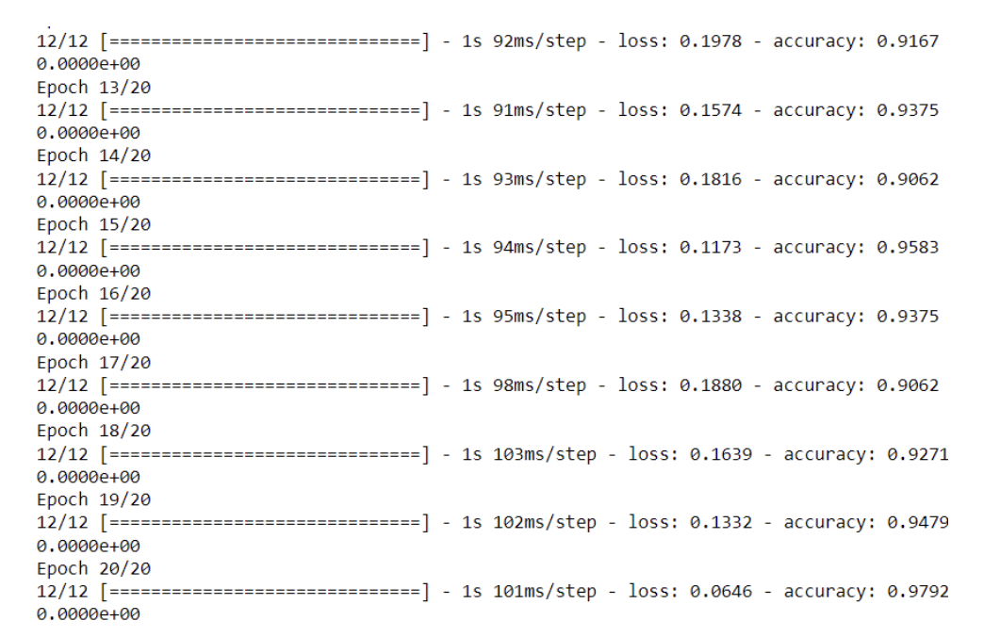 12/12 [==============================] - 1s 92ms/step - loss: 0.1978 - accuracy: 0.9167
0.0000e+00
Epoch 13/20
12/12 [==============================] - 1s 91ms/step - loss: 0.1574 - accuracy: 0.9375
0.0000e+00
Epoch 14/20
12/12 [==============================] - 1s 93ms/step - loss: 0.1816 - accuracy: 0.9062
0.0000e+00
Epoch 15/20
12/12 [==============================] - 1s 94ms/step - loss: 0.1173 - accuracy: 0.9583
0.0000e+00
Epoch 16/20
12/12 [==============================] - 1s 95ms/step - loss: 0.1338 - accuracy: 0.9375
0.0000e+00
Epoch 17/20
12/12 [==============================] - 1s 98ms/step - loss: 0.1880 - accuracy: 0.9062
0.0000e+00
Epoch 18/20
12/12 [==============================] - 1s 103ms/step - loss: 0.1639 - accuracy: 0.9271
0.0000e+00
Epoch 19/20
12/12 [==============================] - 1s 102ms/step - loss: 0.1332 - accuracy: 0.9479
0.0000e+00
Epoch 20/20
12/12 [==============================] - 1s 101ms/step - loss: 0.0646 - accuracy: 0.9792
0.0000e+00